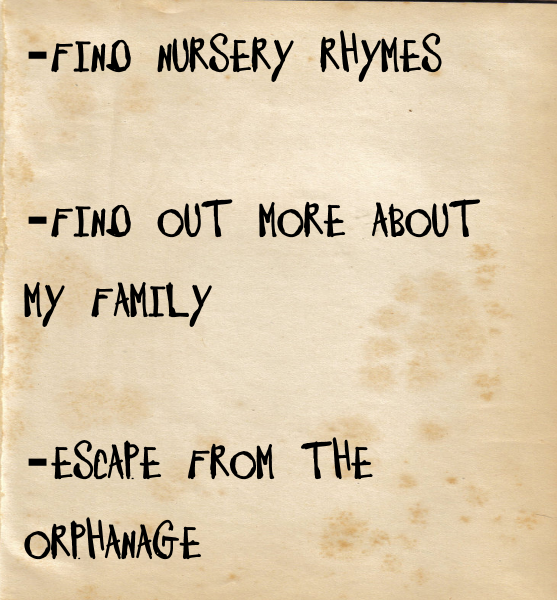 -FIND NURSERY RHYMES
-FIND OUT MORE ABOUT
MY FAMILY
-ESCAPE FROM THE
ORPHANAGE